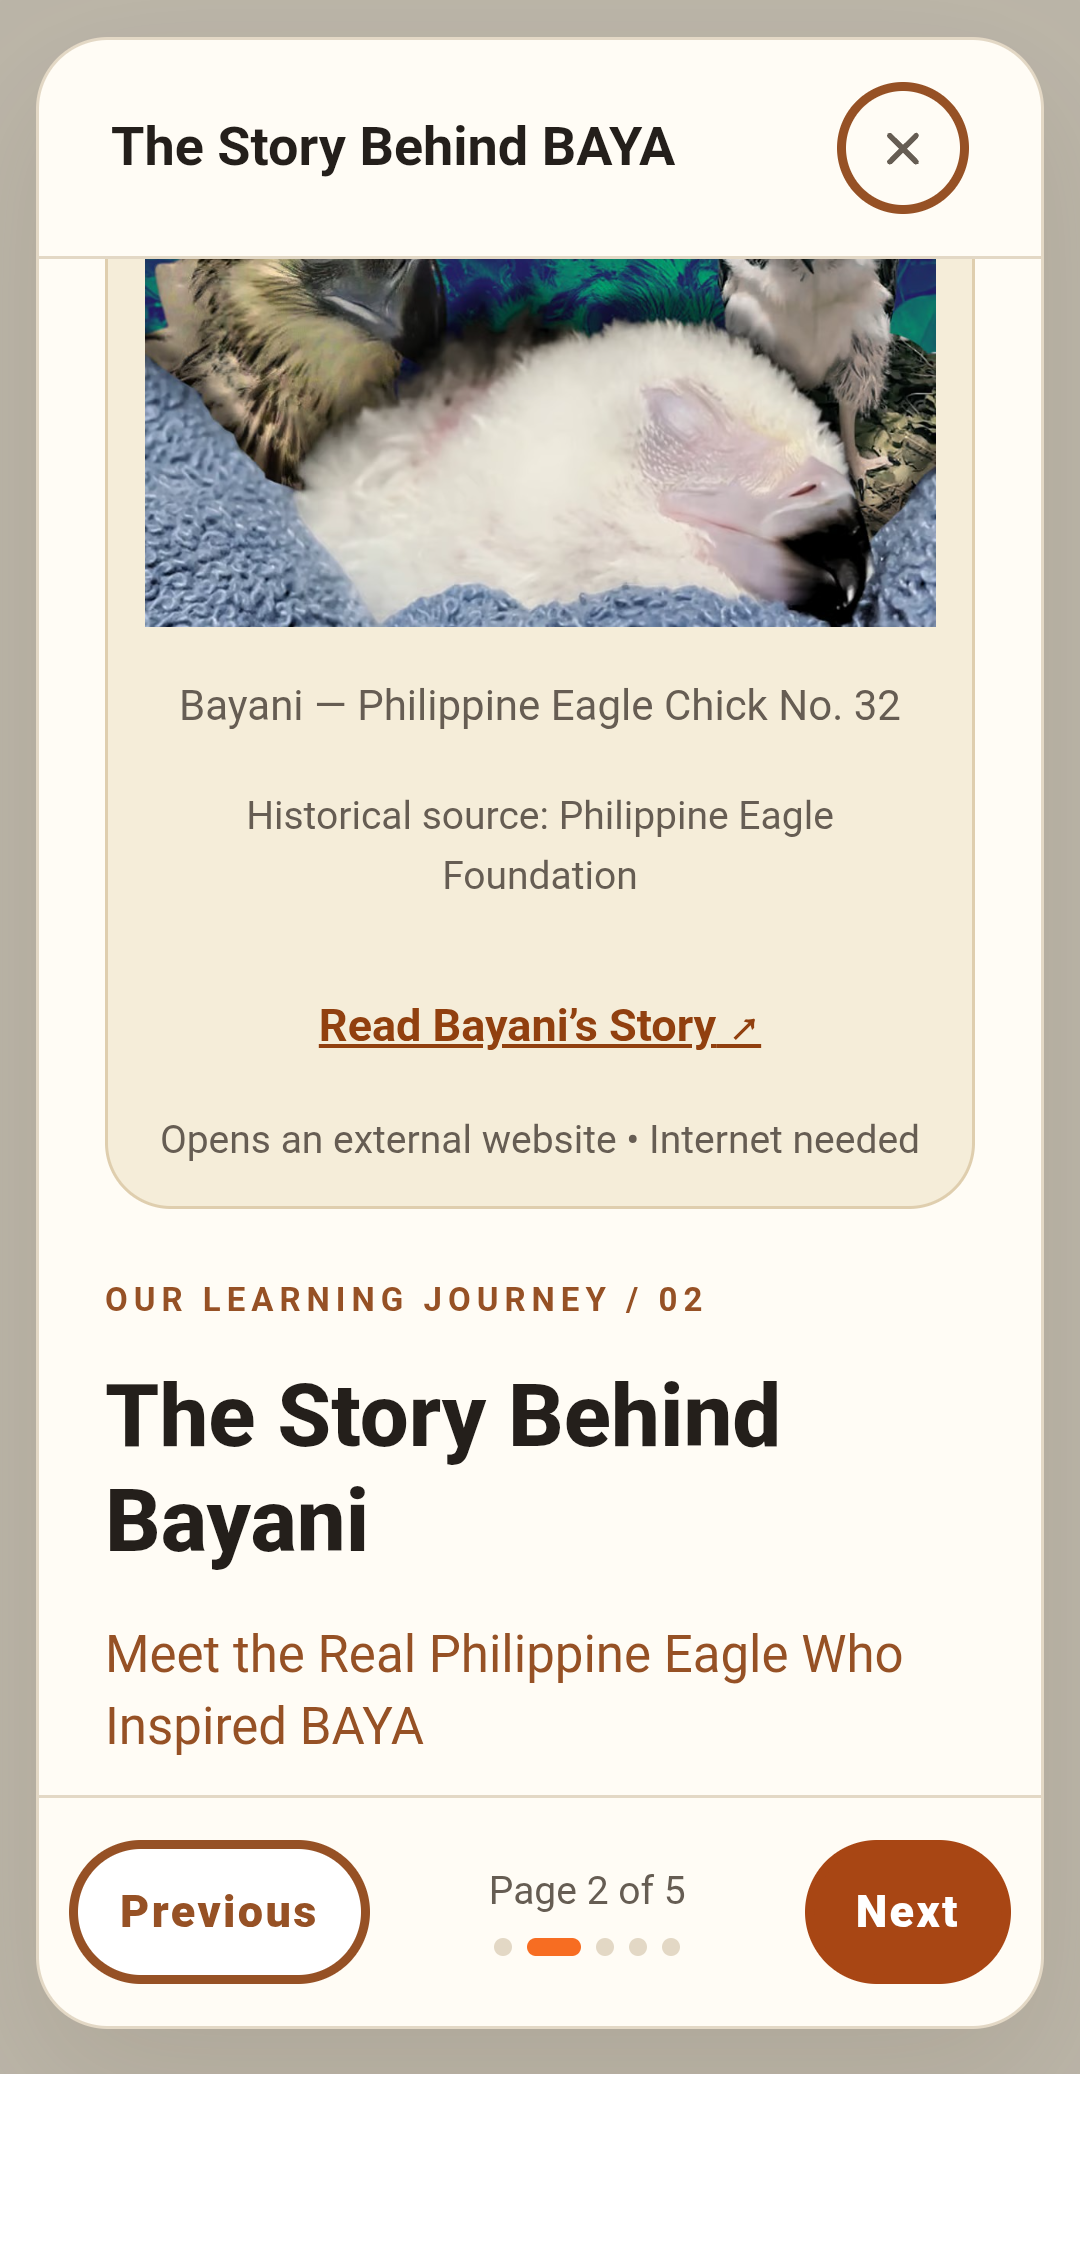 The Story Behind BAYA
Bayani — Philippine Eagle Chick No. 32
Historical source: Philippine Eagle
Foundation
Read Bayani’s Story ↗
Opens an external website • Internet needed
OUR LEARNING JOURNEY / 02
The Story Behind
Bayani
Meet the Real Philippine Eagle Who
Inspired BAYA
Previous
Page 2 of 5
Next